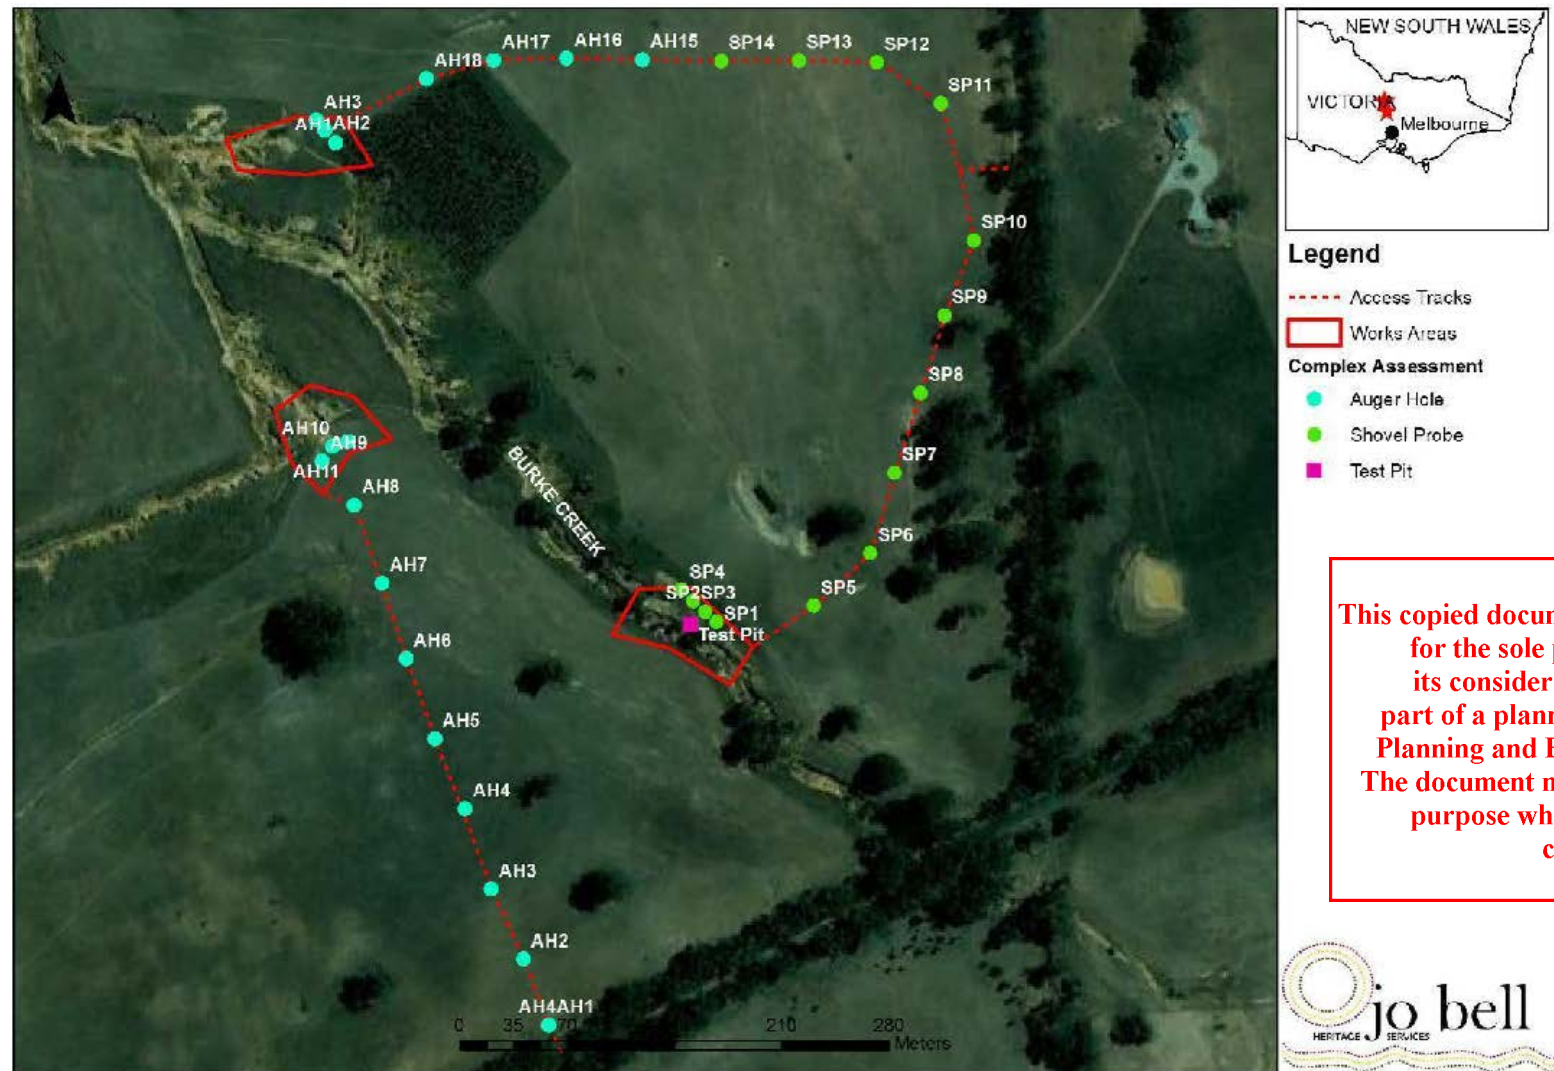 AH17
AH16
AH15
SP14
SP13
SP12
AH18
SP11
AH3
AH1AH2
SP10
SP9
SP8
AH10
AH9
AH11
BURKE CREEK
SP7
AH8
SP6
AH7
SP4
SP2SP3
SP5
SP1
Test Pit
AH6
AH5
AH4
AH3
AH2
AH4AH1
0 35 70 210 280
Meters
NEW SOUTH WALES
VICTORIA
Melbourne
Legend
Access Tracks
Works Areas
Complex Assessment
Auger Hole
Shovel Probe
Test Pit
This copied docum
for the sole p
its consider
part of a plann
Planning and E
The document n
purpose wh
c
jo bell
HERITAGE SERVICES